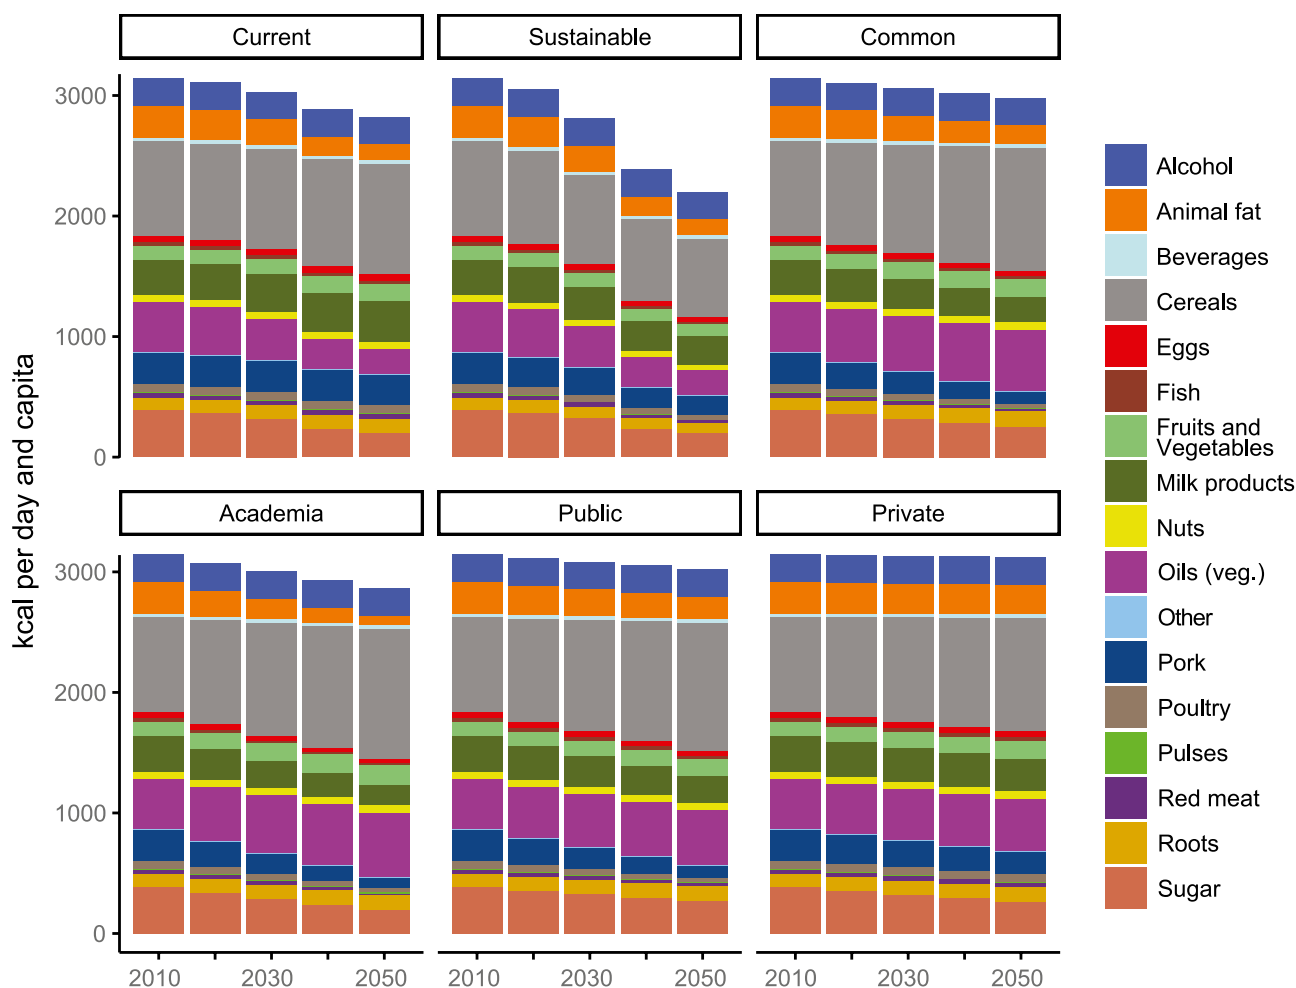 Current
Sustainable
Common
3000
2000
1000
0
kcal per day and capita
Academia
Public
Private
3000
2000
1000
0
2010
2030
2050
2010
2030
2050
2010
2030
2050
Alcohol
Animal fat
Beverages
Cereals
Eggs
Fish
Fruits and
Vegetables
Milk products
Nuts
Oils (veg.)
Other
Pork
Poultry
Pulses
Red meat
Roots
Sugar